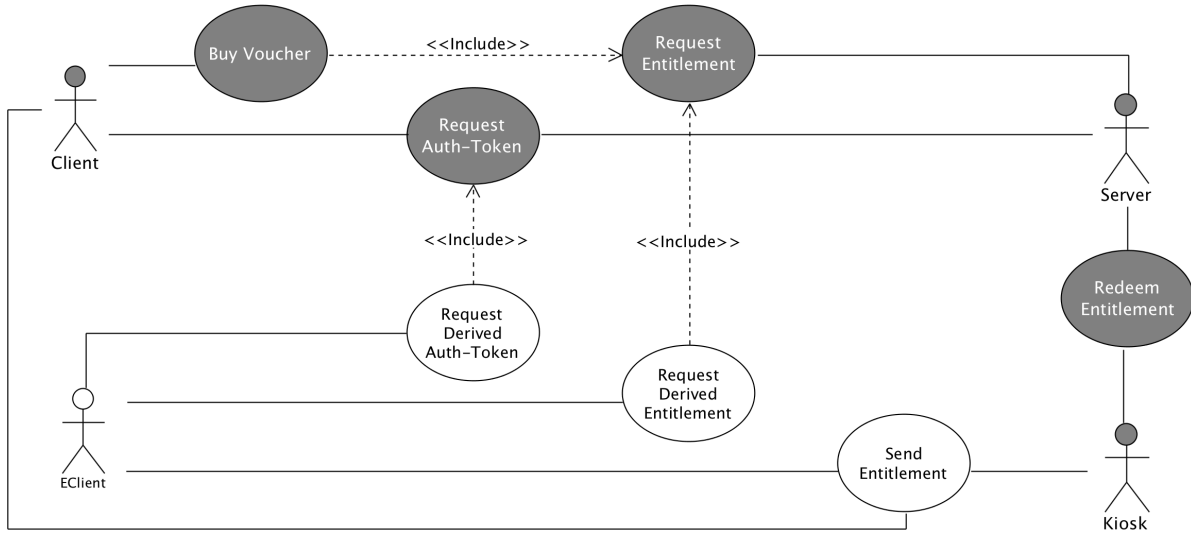 Buy Voucher
<<Include>>
Request
Entitlement
Client
Request
Auth-Token
Server
<<Include>>
<<Include>>
Redeem
Entitlement
Request
Derived
Auth-Token
Request
Derived
Entitlement
EClient
Send
Entitlement
Kiosk